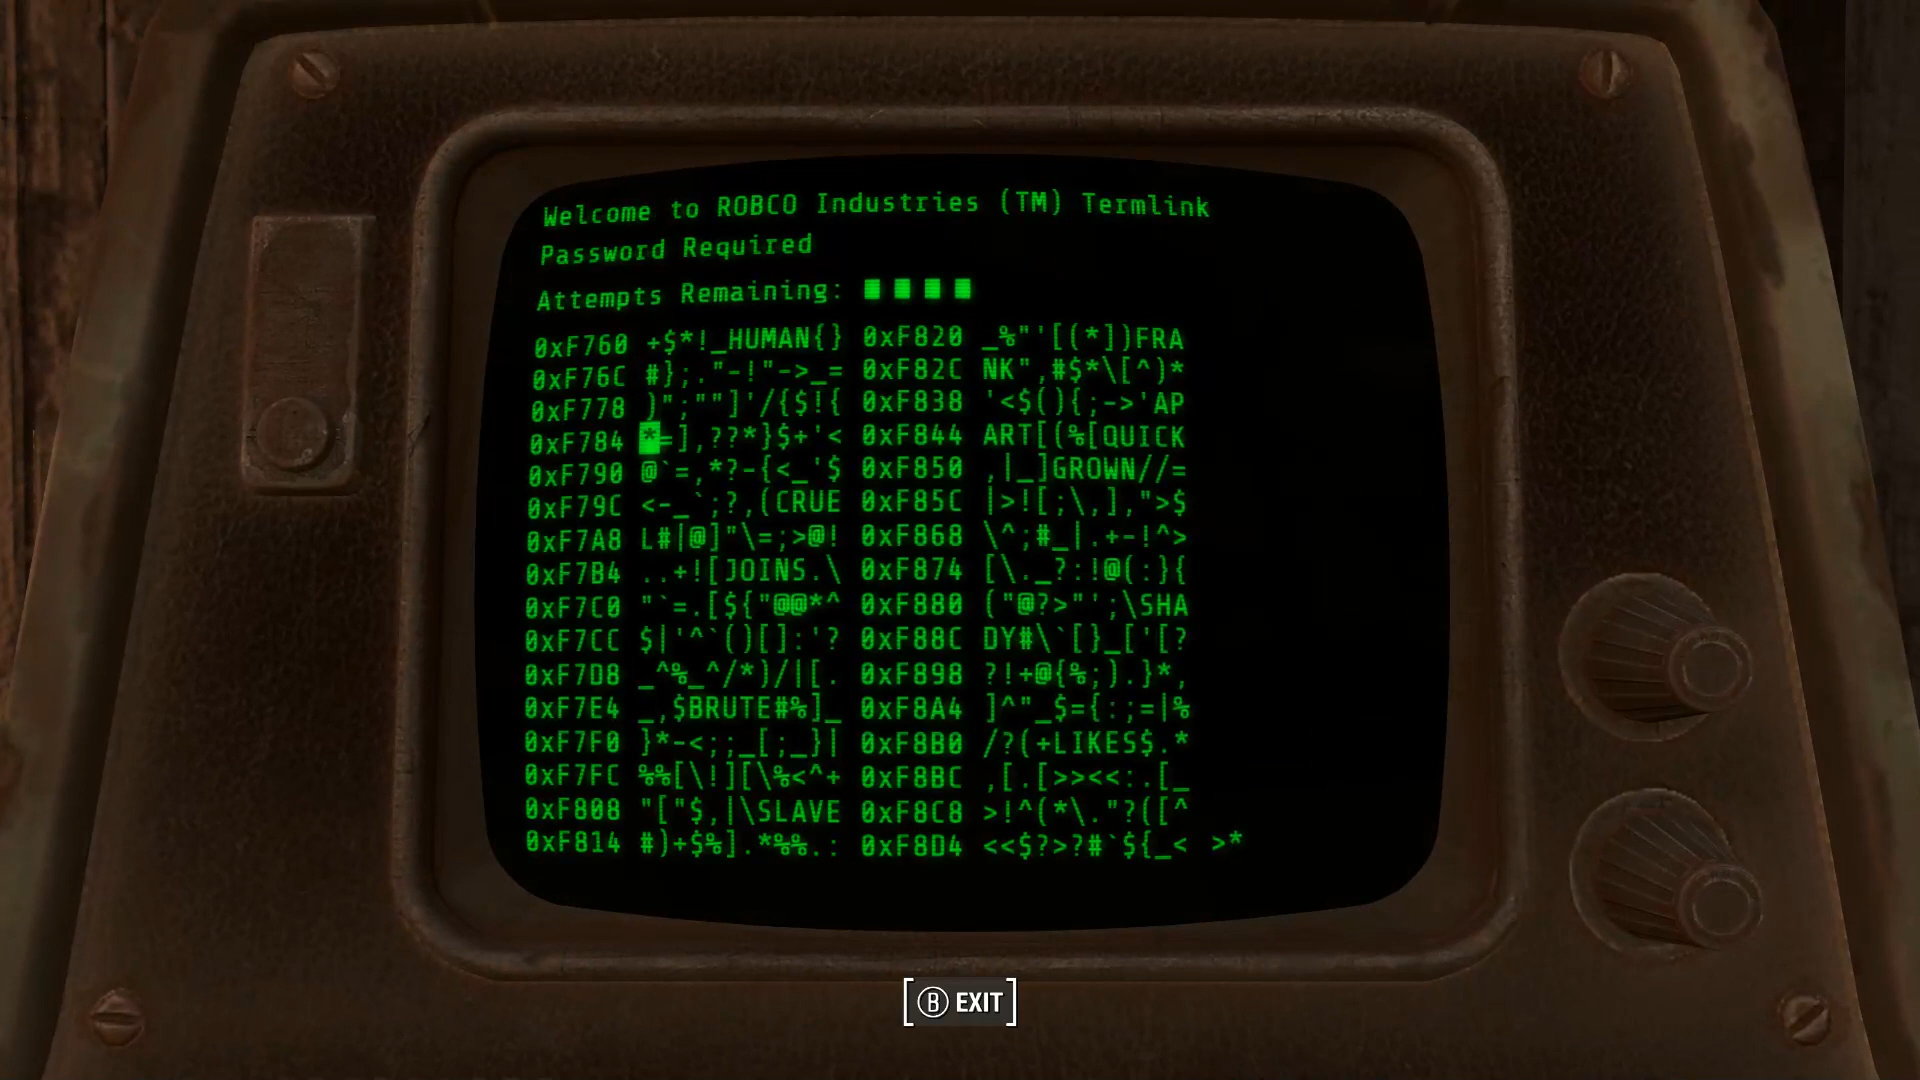 Welcome to ROBCO Industries (TM) Termlink
Password Required
Attempts Remaining: ■ ■ ■ ■
0xF760 +$*!_HUMAN{} 0xF820 _%"'[(*])FRA
0xF76C #};."-!"->_= 0xF82C NK",#$*\[^)*
0xF778 )";""]'/{$!{ 0xF838 '<$(){;->'AP
0xF784 *=],??*}$+'< 0xF844 ART[(%[QUICK
0xF790 @`=,*?-{<_'$ 0xF850 ,|_]GROWN//=
0xF79C <-_`;?,(CRUE 0xF85C |>![;\,],">$
0xF7A8 L#|@]"\=;>@! 0xF868 \^;#_|.+-!^>
0xF7B4 ..+![JOINS.\ 0xF874 [\._?:!@(:}{
0xF7C0 "`=.[${"@@*^ 0xF880 ("@?>"';\SHA
0xF7CC $|'^`()[]:'? 0xF88C DY#\`[}_['[?
0xF7D8 _^%_^/*)/|[. 0xF898 ?!+@{%;).}*,
0xF7E4 _,$BRUTE#%]_ 0xF8A4 ]^"_$={:;=|%
0xF7F0 }*-<;;_[;_}| 0xF8B0 /?(+LIKES$.*
0xF7FC %%[\!][\%<^+ 0xF8BC ,[.[>><<:.[_
0xF808 "["$,|\SLAVE 0xF8C8 >!^(*\."?([^
0xF814 #)+$%].*%%.: 0xF8D4 <<$?>?#`${_< >*
B EXIT